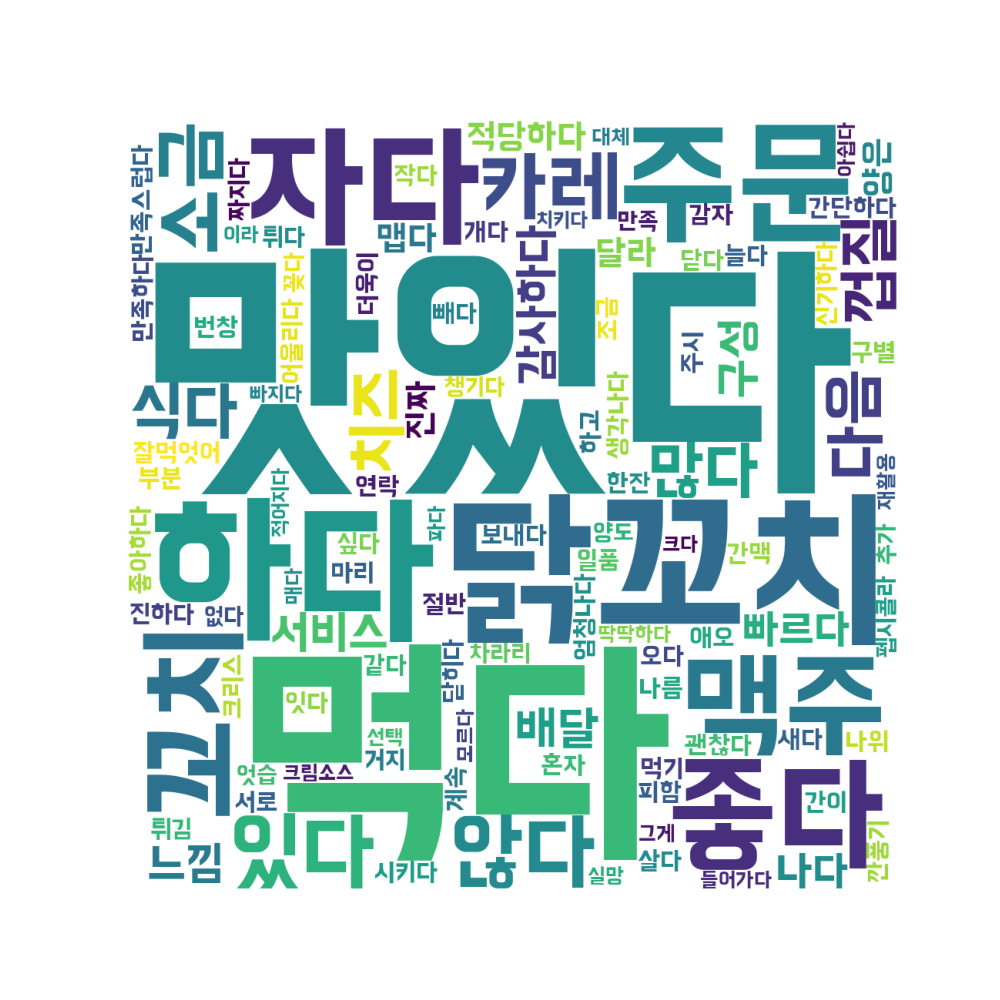 소금
자다
적당하다
대체
주문
아쉽다
양은
만족스럽다
짜지다
작다
카레
이라
튀다
맵다
개다
치키다
만족
감자
간단하다
껍질
만족하다
꽂다
더욱이
감사하다
달라
닫다
늘다
신기하다
맛있다
번창
뽈다
어울리다
조금
주시
구성
구별
식다
빠지다
치즈
진짜
챙기다
생각나다
하고
다음
잘먹엇어
부분
연락
한잔
많다
재활용
좋아하다
하다
적어지다
싶다
마리
매다
파다
닭꼬치
보내다
양도
일품
크다
간맥
추가
펩시콜라
진하다
없다
절반
서비스
엄청나다
딱딱하다
애오
빠르다
꼬치
크리스
같다
닫히다
차라리
오다
나름
맥주
먹다
잇다
선택
거지
모르다
배달
혼자
괜찮다
새다
나위
엇습
크림소스
서로
계속
먹기
피함
좋다
간이
튀김
느낌
있다
시키다
않다
실망
그게
살다
들어가다
나다
깐풍기